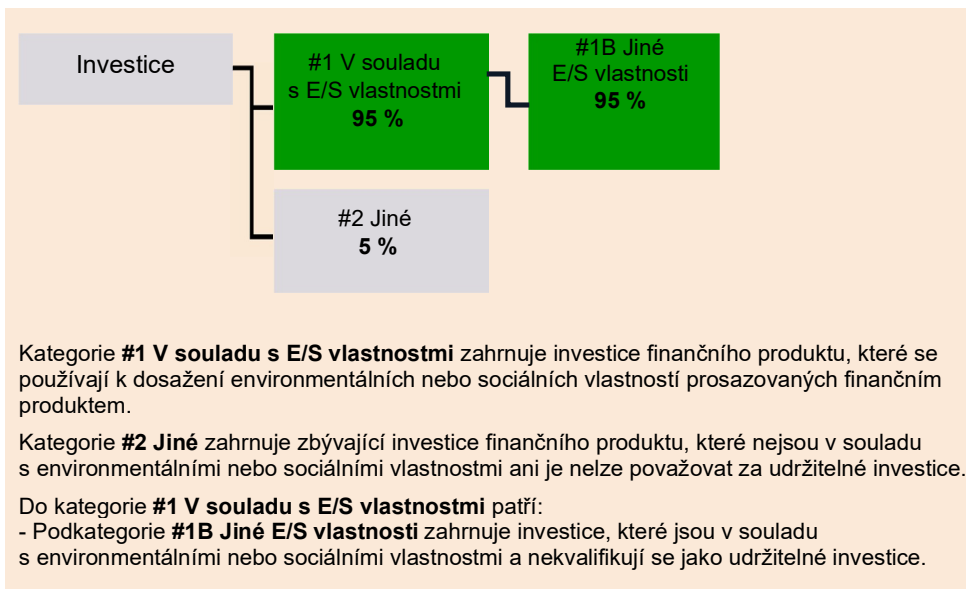 Investice
#1 V souladu
s E/S vlastnostmi
95 %
#1B Jiné
E/S vlastnosti
95 %
#2 Jiné
5 %
Kategorie #1 V souladu s E/S vlastnostmi zahrnuje investice finančního produktu, které se
používají k dosažení environmentálních nebo sociálních vlastností prosazovaných finančním
produktem.
Kategorie #2 Jiné zahrnuje zbývající investice finančního produktu, které nejsou v souladu
s environmentálními nebo sociálními vlastnostmi ani je nelze považovat za udržitelné investice.
Do kategorie #1 V souladu s E/S vlastnostmi patří:
- Podkategorie #1B Jiné E/S vlastnosti zahrnuje investice, které jsou v souladu
s environmentálními nebo sociálními vlastnostmi a nekvalifikují se jako udržitelné investice.